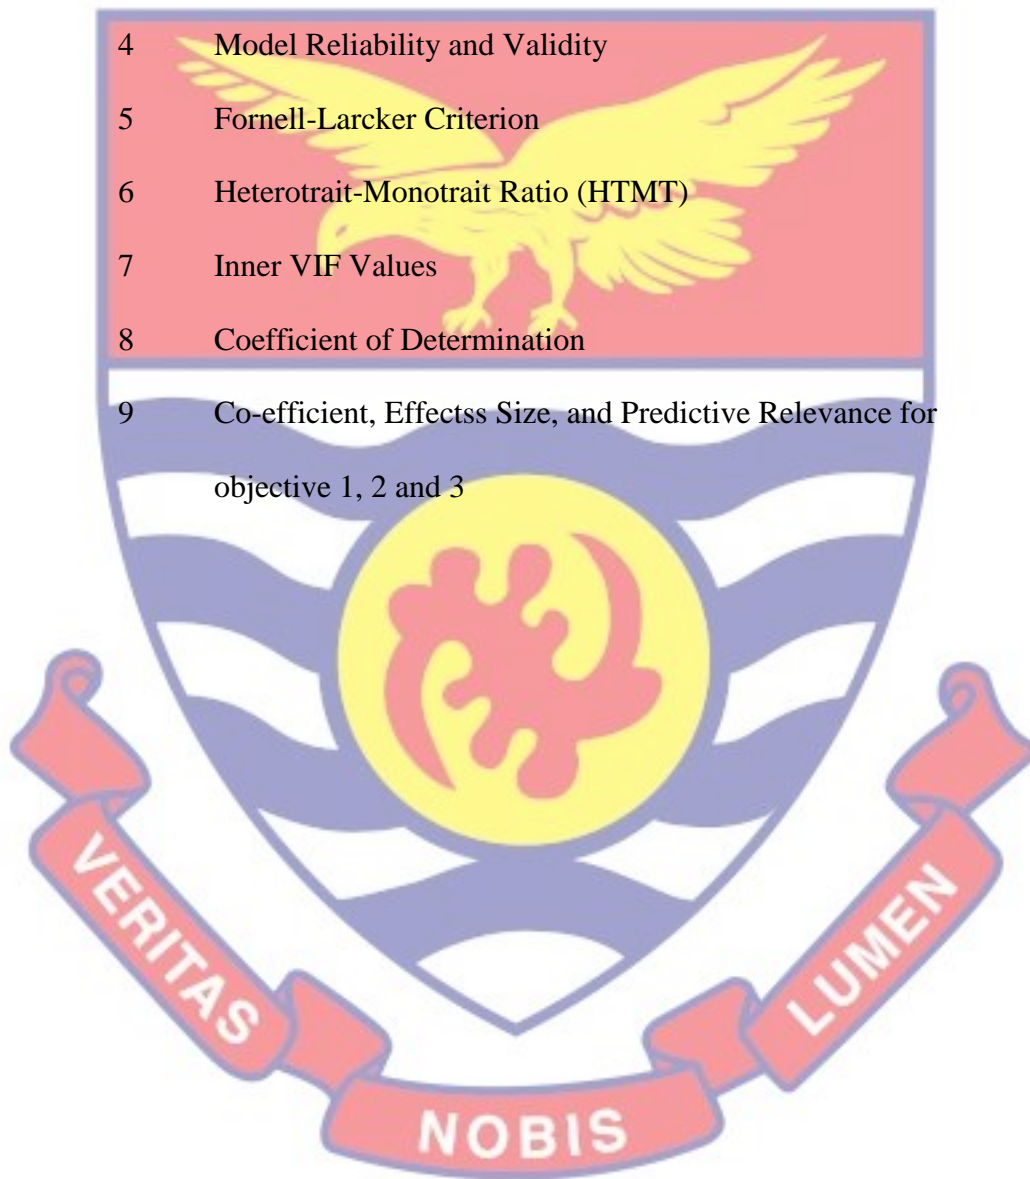 4 Model Reliability and Validity
5 Fornell-Larcker Criterion
6 Heterotrait-Monotrait Ratio (HTMT)
7 Inner VIF Values
8 Coefficient of Determination
9 Co-efficient, Effectss Size, and Predictive Relevance for
objective 1, 2 and 3
VERITAS
NOBIS
LUMEN